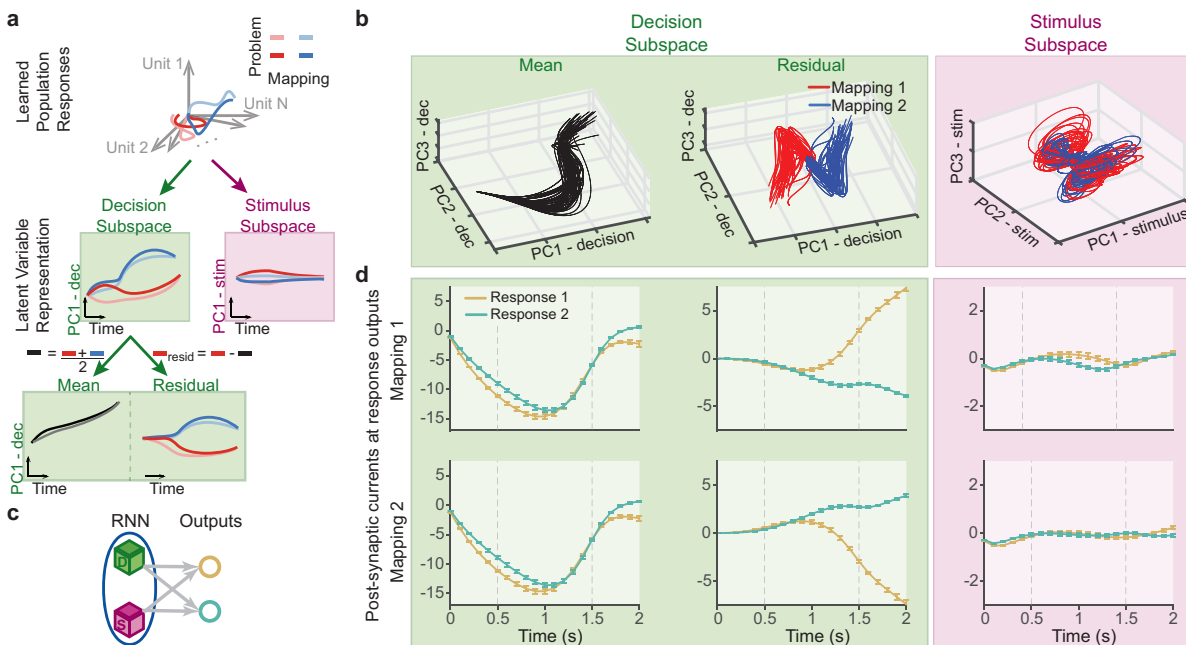 a
Learned
Population
Responses
Problem
Mapping
Unit 1
Unit N
Unit 2
...
Decision
Subspace
Stimulus
Subspace
Latent Variable
Representation
PC1 - dec
Time
PC1 - stim
Time
= + / 2
resid = -
Mean
Residual
PC1 - dec
Time
Time
c
RNN
Outputs
D
S
b
Decision
Subspace
Stimulus
Subspace
Mean
Residual
Mapping 1
Mapping 2
PC3 - dec
PC2 - dec
PC1 - decision
PC3 - dec
PC2 - dec
PC1 - decision
PC3 - stim
PC2 - stim
PC1 - stimulus
d
Post-synaptic currents at response outputs
Mapping 1
Mapping 2
Response 1
Response 2
5
0
-5
-10
-15
5
0
-5
2
0
-2
5
0
-5
-10
-15
5
0
-5
2
0
-2
0 0.5 1 1.5 2
0 0.5 1 1.5 2
0 0.5 1 1.5 2
Time (s)
Time (s)
Time (s)